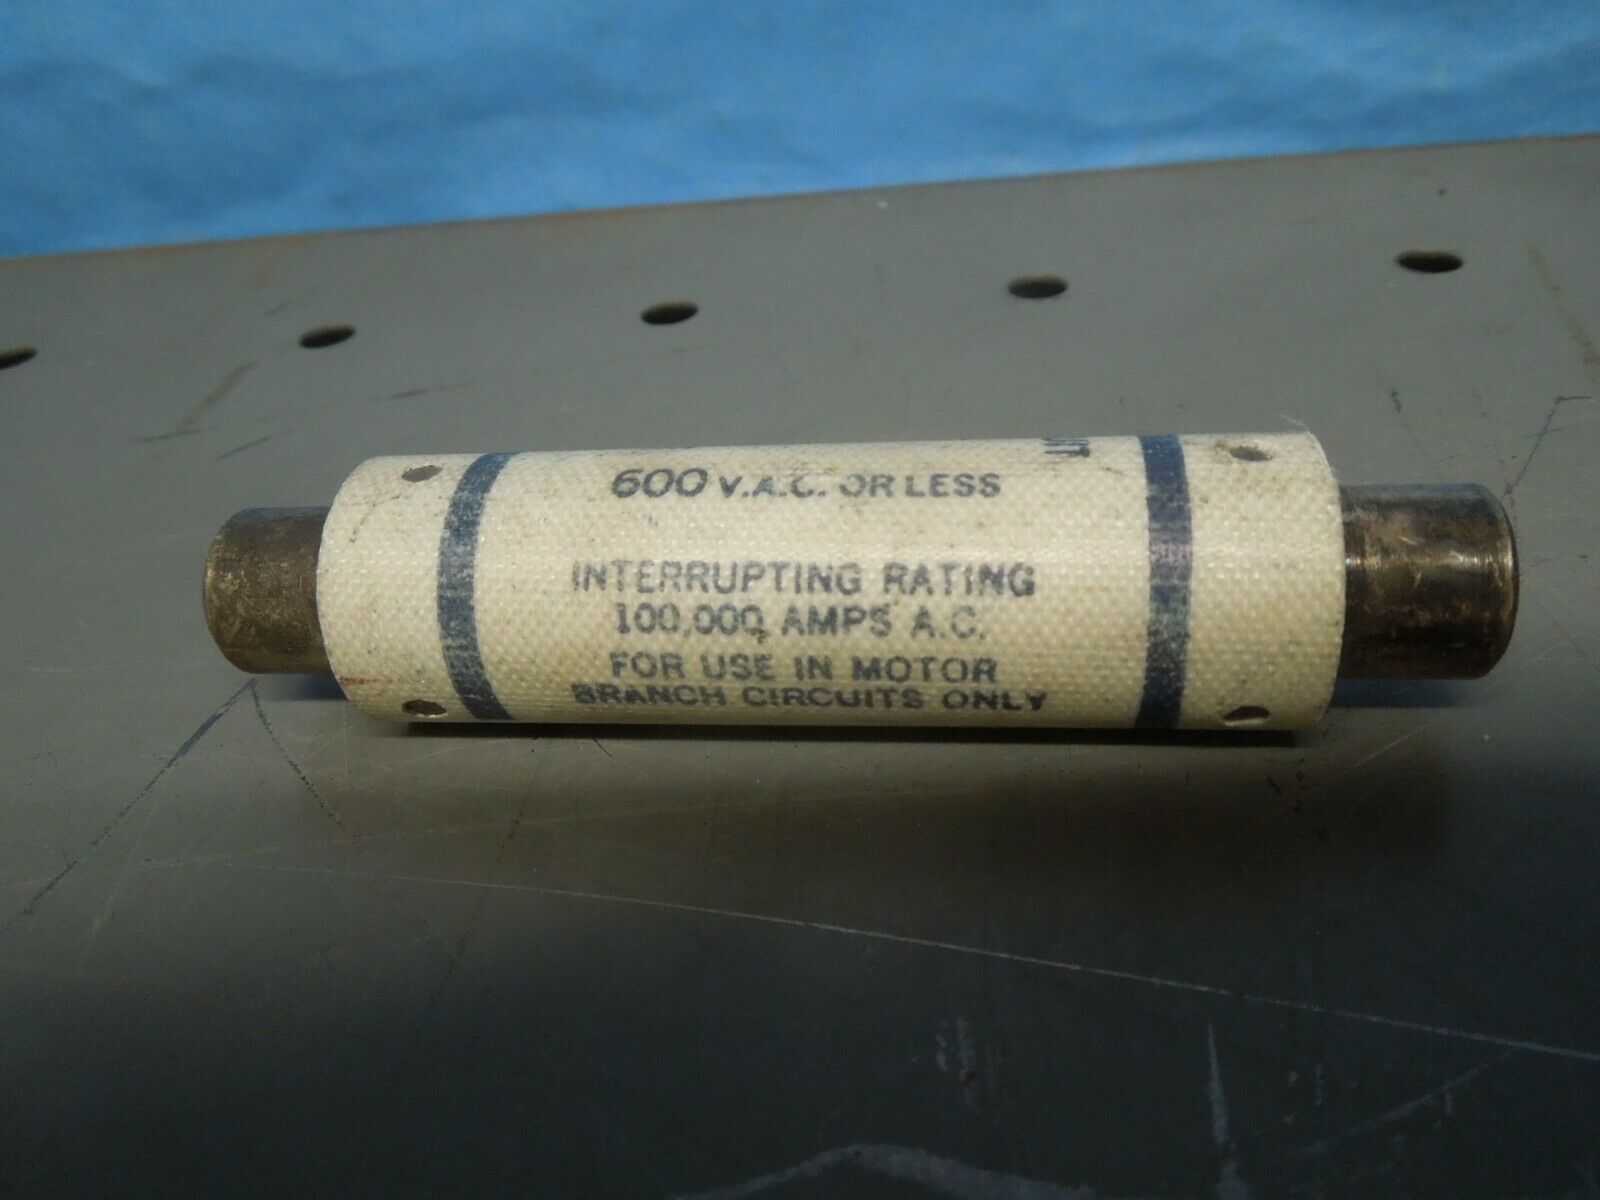 600 V.A.C. OR LESS
INTERRUPTING RATING
100,000 AMPS A.C.
FOR USE IN MOTOR
BRANCH CIRCUITS ONLY